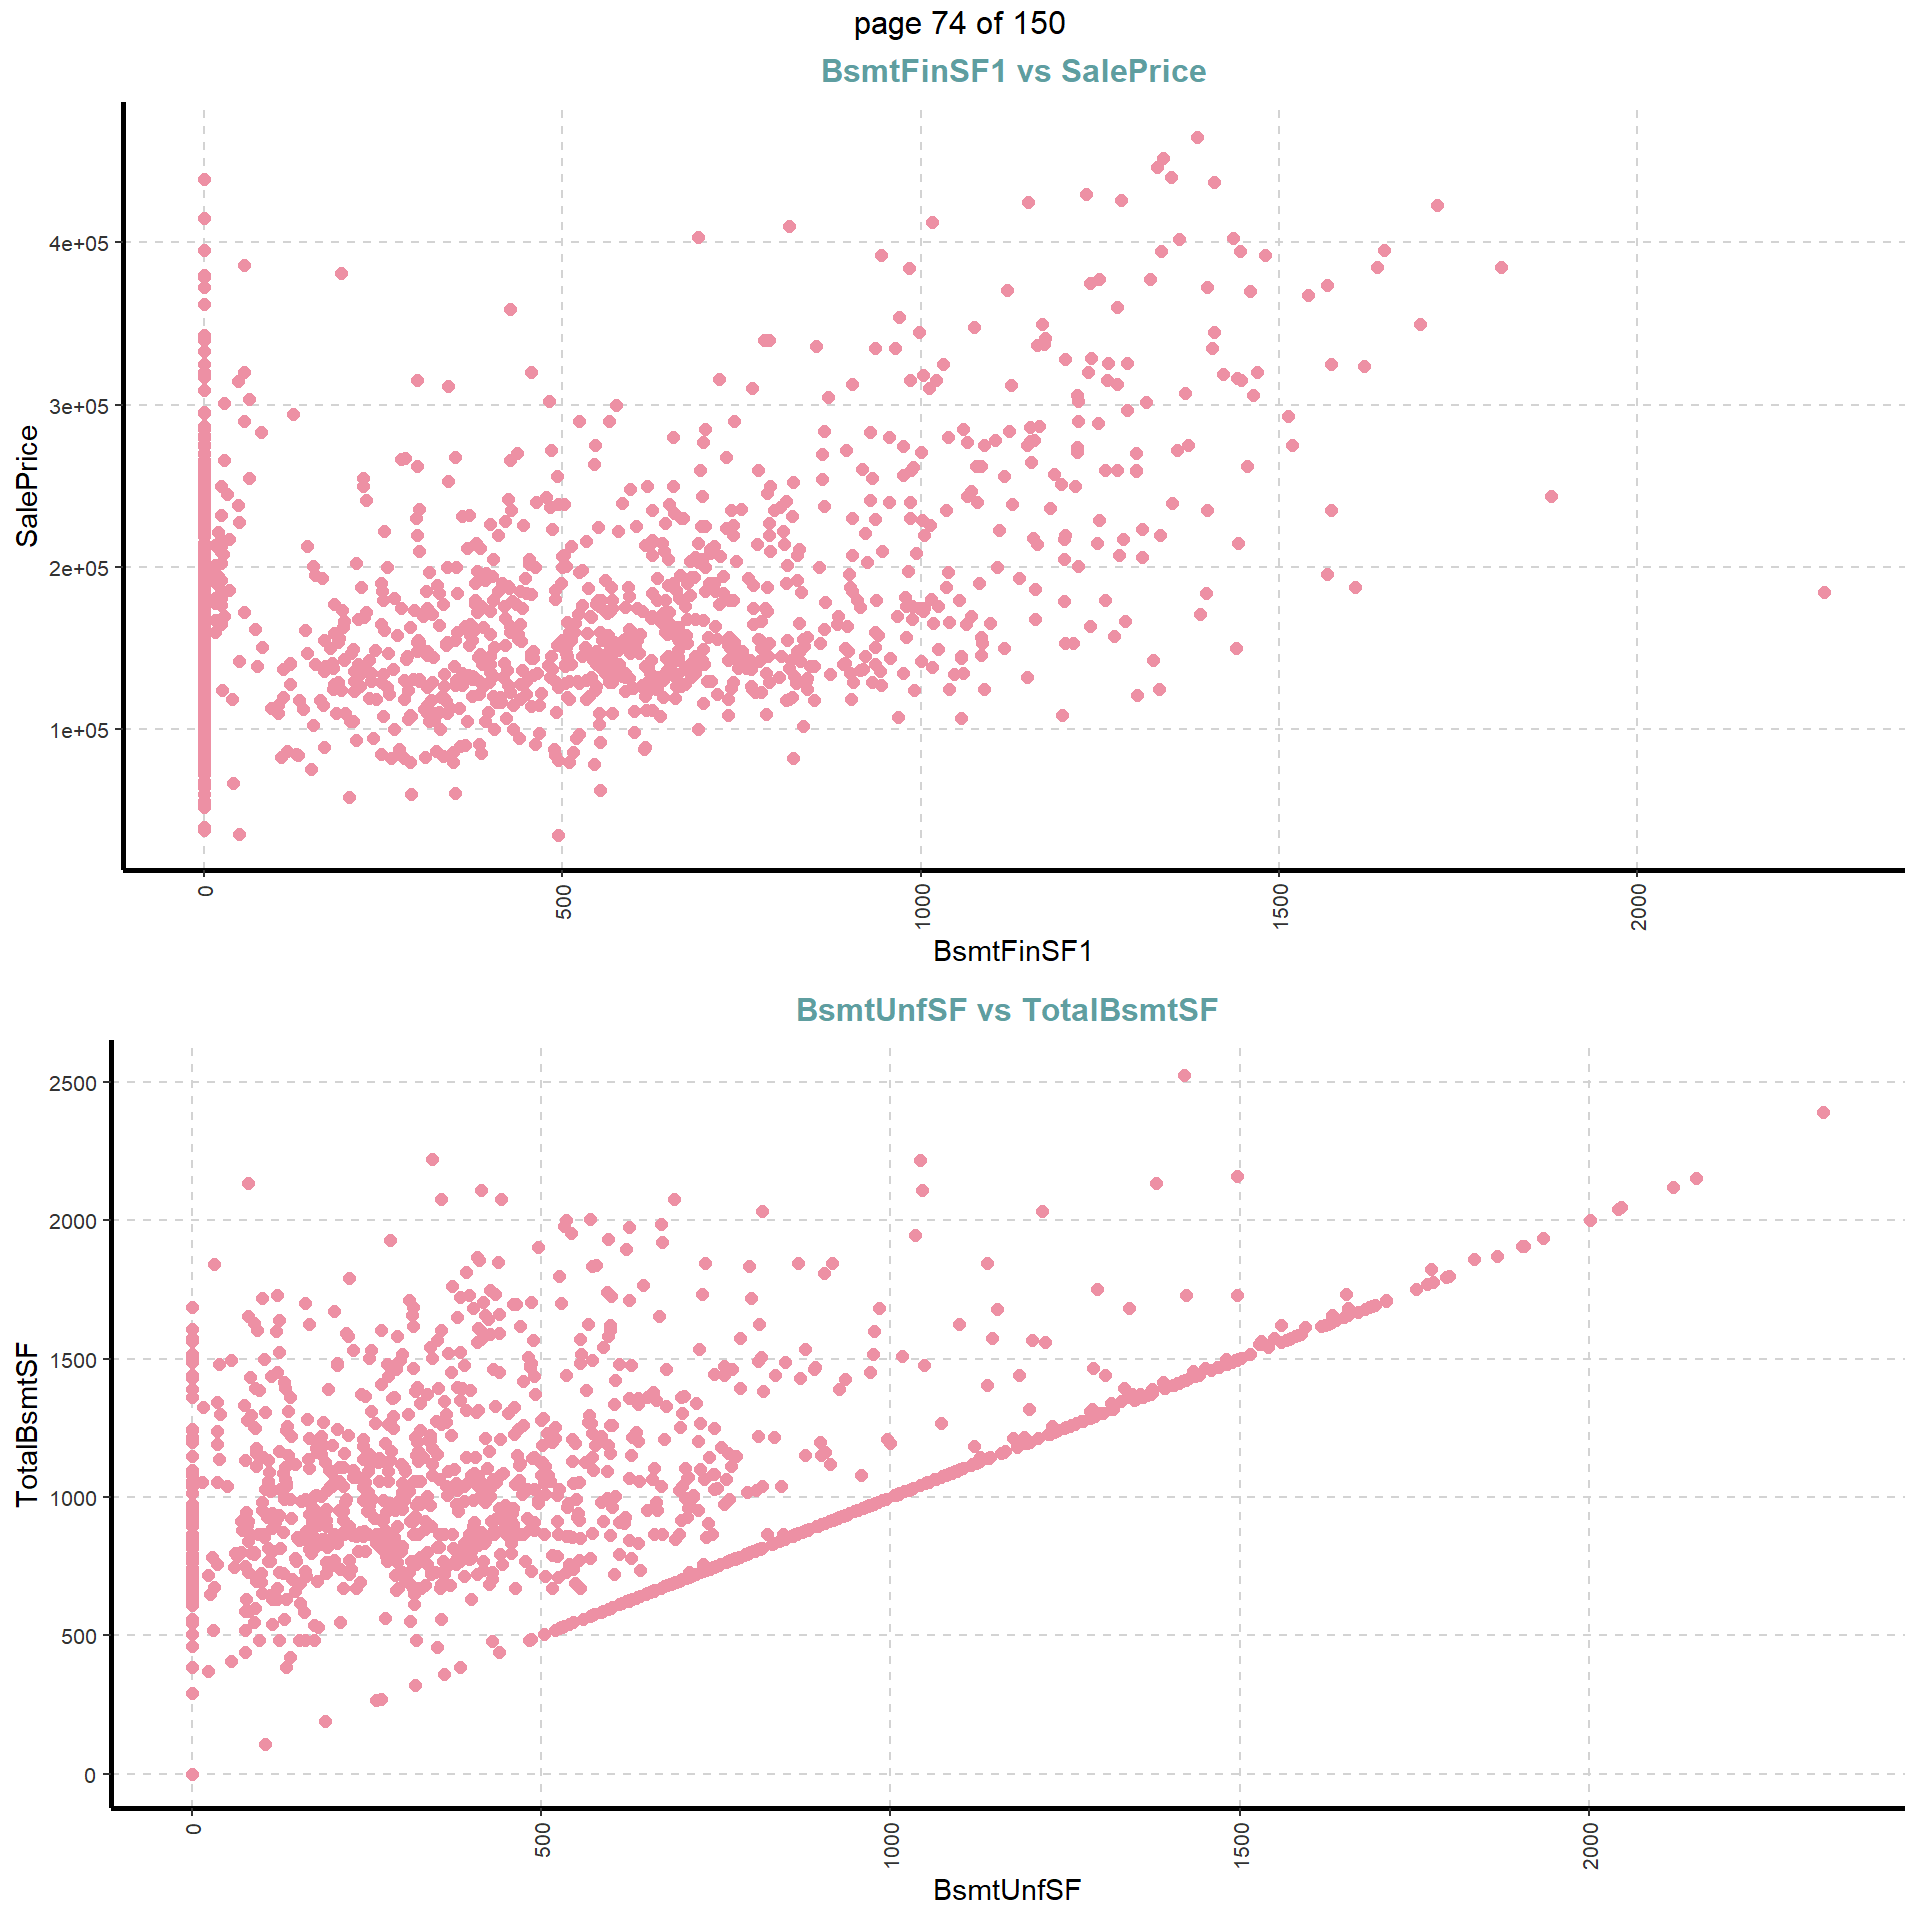 page 74 of 150
BsmtFinSF1 vs SalePrice
SalePrice
4e+05
3e+05
2e+05
1e+05
0 500 1000 1500 2000
BsmtFinSF1
BsmtUnfSF vs TotalBsmtSF
TotalBsmtSF
2500
2000
1500
1000
500
0
0 500 1000 1500 2000
BsmtUnfSF